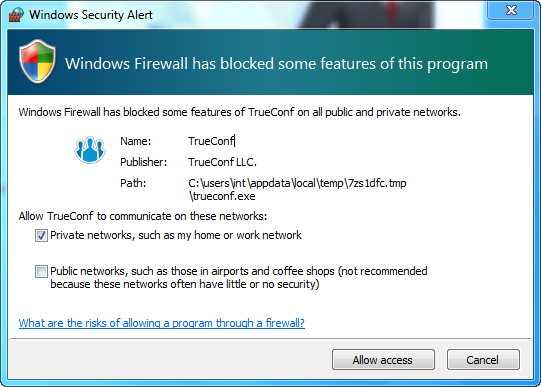 Windows Security Alert
Windows Firewall has blocked some features of this program
Windows Firewall has blocked some features of TrueConf on all public and private networks.
Name: TrueConf
Publisher: TrueConf LLC.
Path: C:\users\int\appdata\local\temp\7zs1dfc.tmp
\trueconf.exe
Allow TrueConf to communicate on these networks:
Private networks, such as my home or work network
Public networks, such as those in airports and coffee shops (not recommended
because these networks often have little or no security)
What are the risks of allowing a program through a firewall?
Allow access Cancel